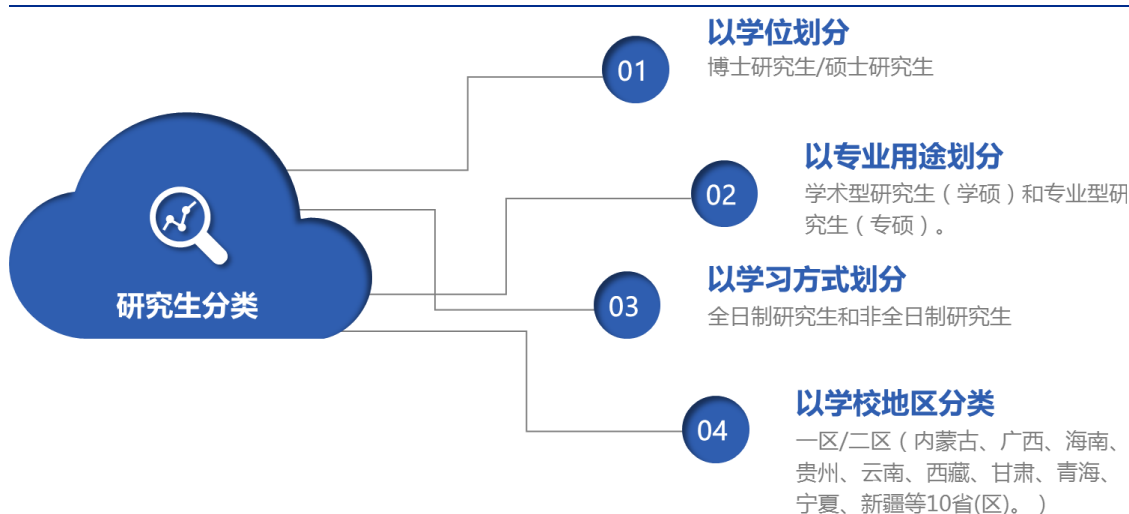 研究生分类
01
以学位划分
博士研究生/硕士研究生
02
以专业用途划分
学术型研究生（学硕）和专业型研
究生（专硕）。
03
以学习方式划分
全日制研究生和非全日制研究生
04
以学校地区分类
一区/二区（内蒙古、广西、海南、
贵州、云南、西藏、甘肃、青海、
宁夏、新疆等10省(区)。）